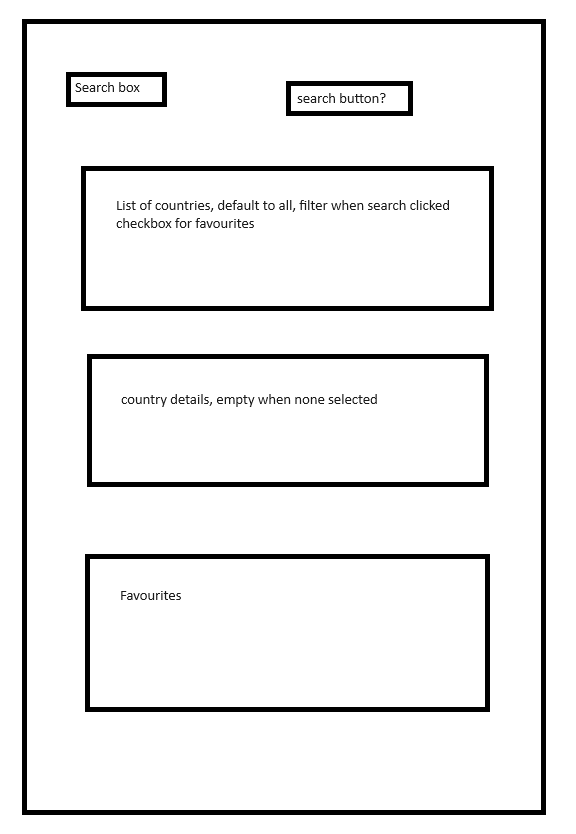 Search box
search button?
List of countries, default to all, filter when search clicked
checkbox for favourites
country details, empty when none selected
Favourites